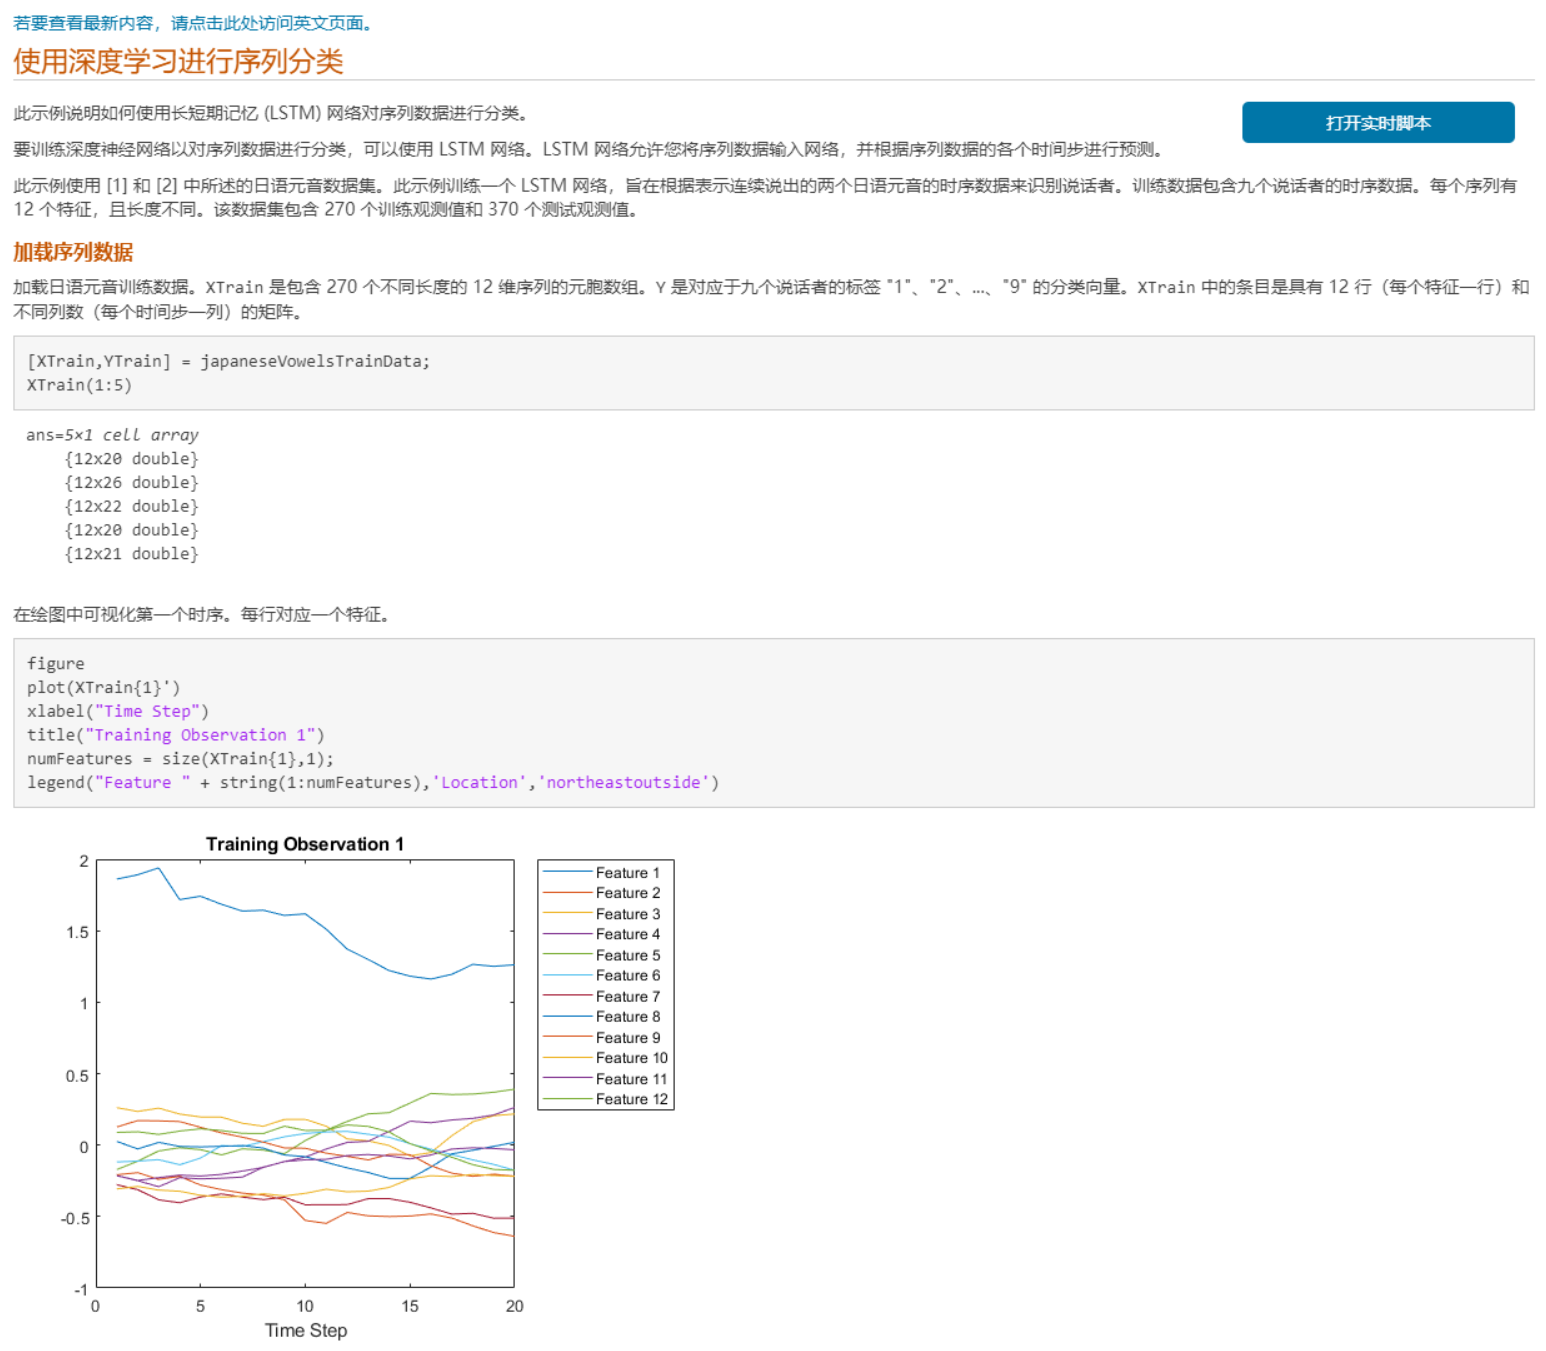 若要查看最新内容，请点击此处访问英文页面。
使用深度学习进行序列分类
此示例说明如何使用长短期记忆 (LSTM) 网络对序列数据进行分类。
打开实时脚本
要训练深度神经网络以对序列数据进行分类，可以使用 LSTM 网络。LSTM 网络允许您将序列数据输入网络，并根据序列数据的各个时间步进行预测。
此示例使用 [1] 和 [2] 中所述的日语元音数据集。此示例训练一个 LSTM 网络，旨在根据表示连续说出的两个日语元音的时序数据来识别说话者。训练数据包含九个说话者的时序数据。每个序列有
12 个特征，且长度不同。该数据集包含 270 个训练观测值和 370 个测试观测值。
加载序列数据
加载日语元音训练数据。XTrain 是包含 270 个不同长度的 12 维序列的元胞数组。Y 是对应于九个说话者的标签 "1"、"2"、...、"9" 的分类向量。XTrain 中的条目是具有 12 行（每个特征一行）和
不同列数（每个时间步一列）的矩阵。
[XTrain,YTrain] = japaneseVowelsTrainData;
XTrain(1:5)
ans=5×1 cell array
{12x20 double}
{12x26 double}
{12x22 double}
{12x20 double}
{12x21 double}
在绘图中可视化第一个时序。每行对应一个特征。
figure
plot(XTrain{1}')
xlabel("Time Step")
title("Training Observation 1")
numFeatures = size(XTrain{1},1);
legend("Feature " + string(1:numFeatures),'Location','northeastoutside')
Training Observation 1
2
1.5
1
0.5
0
-0.5
-1
0 5 10 15 20
Time Step
Feature 1
Feature 2
Feature 3
Feature 4
Feature 5
Feature 6
Feature 7
Feature 8
Feature 9
Feature 10
Feature 11
Feature 12